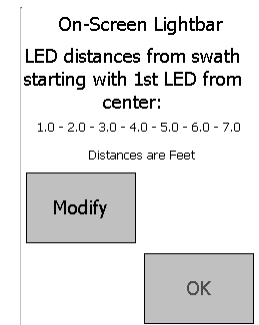 On-Screen Lightbar
LED distances from swath
starting with 1st LED from
center:
1.0 - 2.0 - 3.0 - 4.0 - 5.0 - 6.0 - 7.0
Distances are Feet
Modify
OK